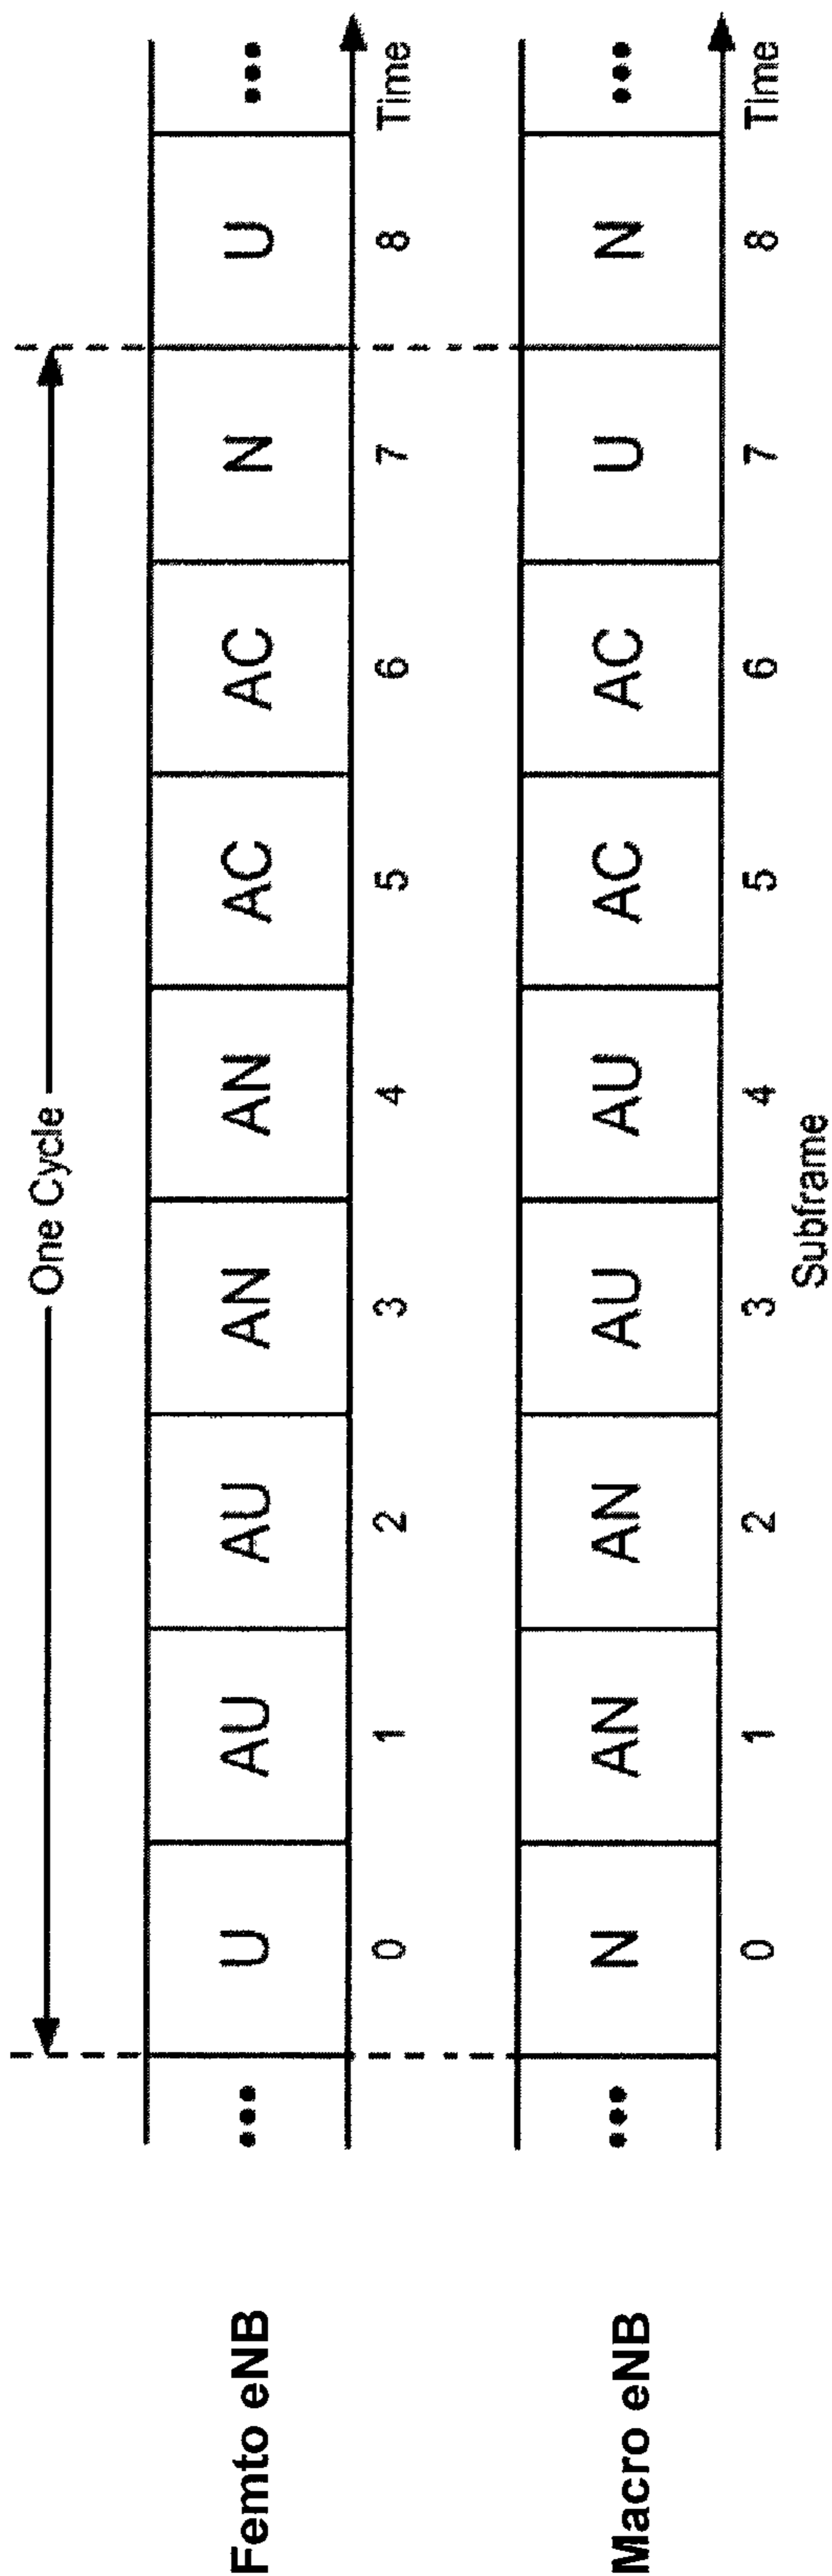 One Cycle
Femto eNB ... U AU AU AN AN AC AC N U ...
0 1 2 3 4 5 6 7 8 Time
Macro eNB ... N AN AN AU AU AC AC U N ...
0 1 2 3 4 5 6 7 8 Time
Subframe